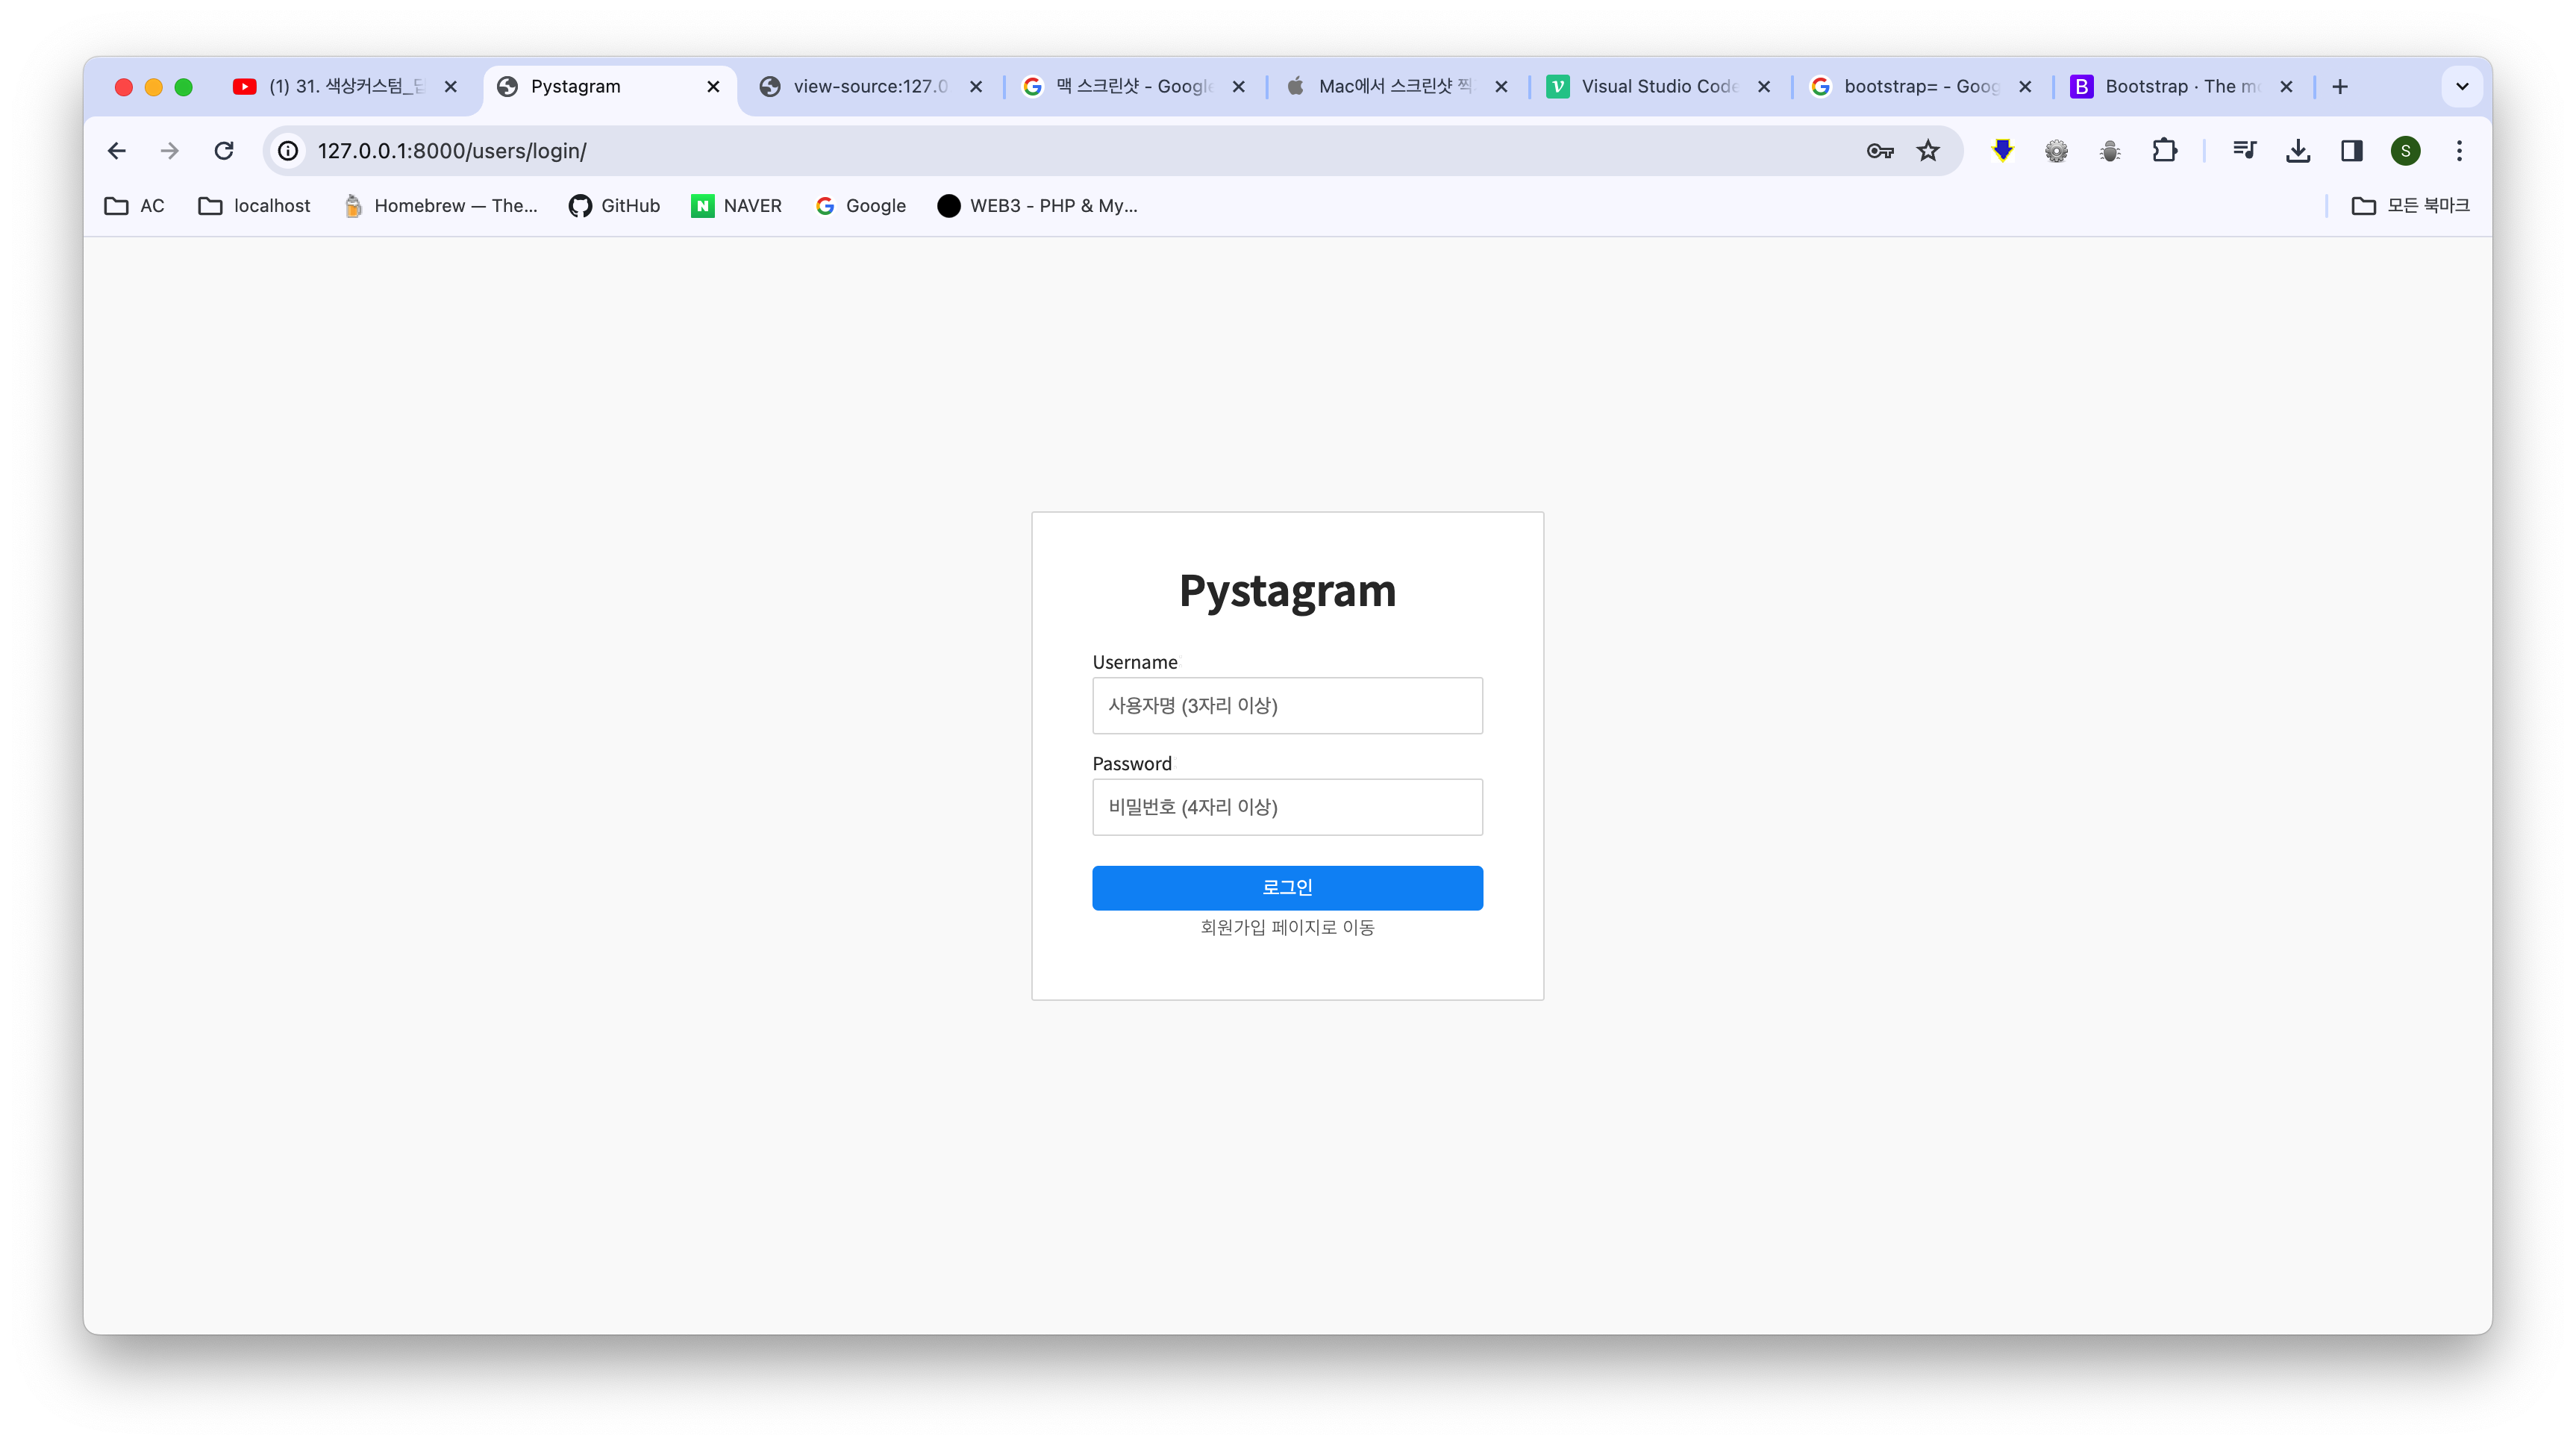 (1) 31. 색상커스텀_답
Pystagram
view-source:127.0
맥 스크린샷 - Google
Mac에서 스크린샷 찍
Visual Studio Code
bootstrap= - Goog
Bootstrap · The mo
127.0.0.1:8000/users/login/
S
AC
localhost
Homebrew — The...
GitHub
NAVER
Google
WEB3 - PHP & My...
모든 북마크
Pystagram
Username
사용자명 (3자리 이상)
Password
비밀번호 (4자리 이상)
로그인
회원가입 페이지로 이동